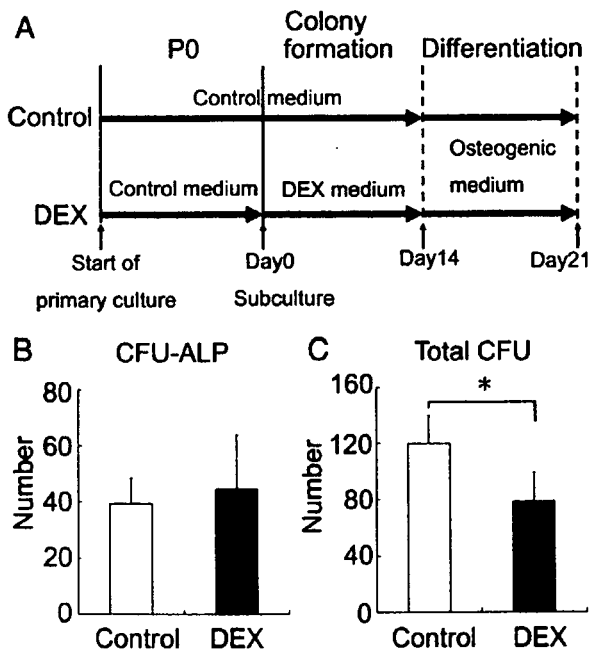 A
P0
Colony
formation
Differentiation
Control
Control medium
Osteogenic
medium
DEX
Control medium
DEX medium
Start of
primary culture
Day0
Subculture
Day14
Day21
B
CFU-ALP
80
60
40
20
0
Number
Control
DEX
C
Total CFU
160
120
80
40
0
Number
*
Control
DEX